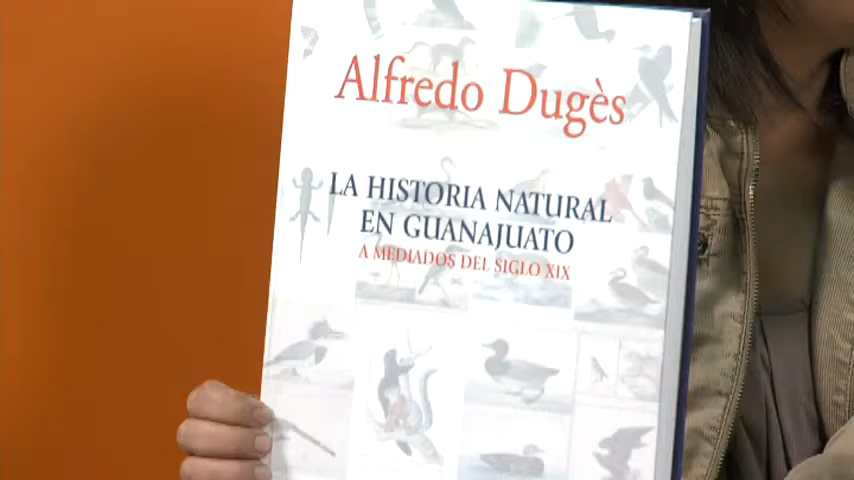 Alfredo Dugès
LA HISTORIA NATURAL
EN GUANAJUATO
A MEDIADOS DEL SIGLO XIX